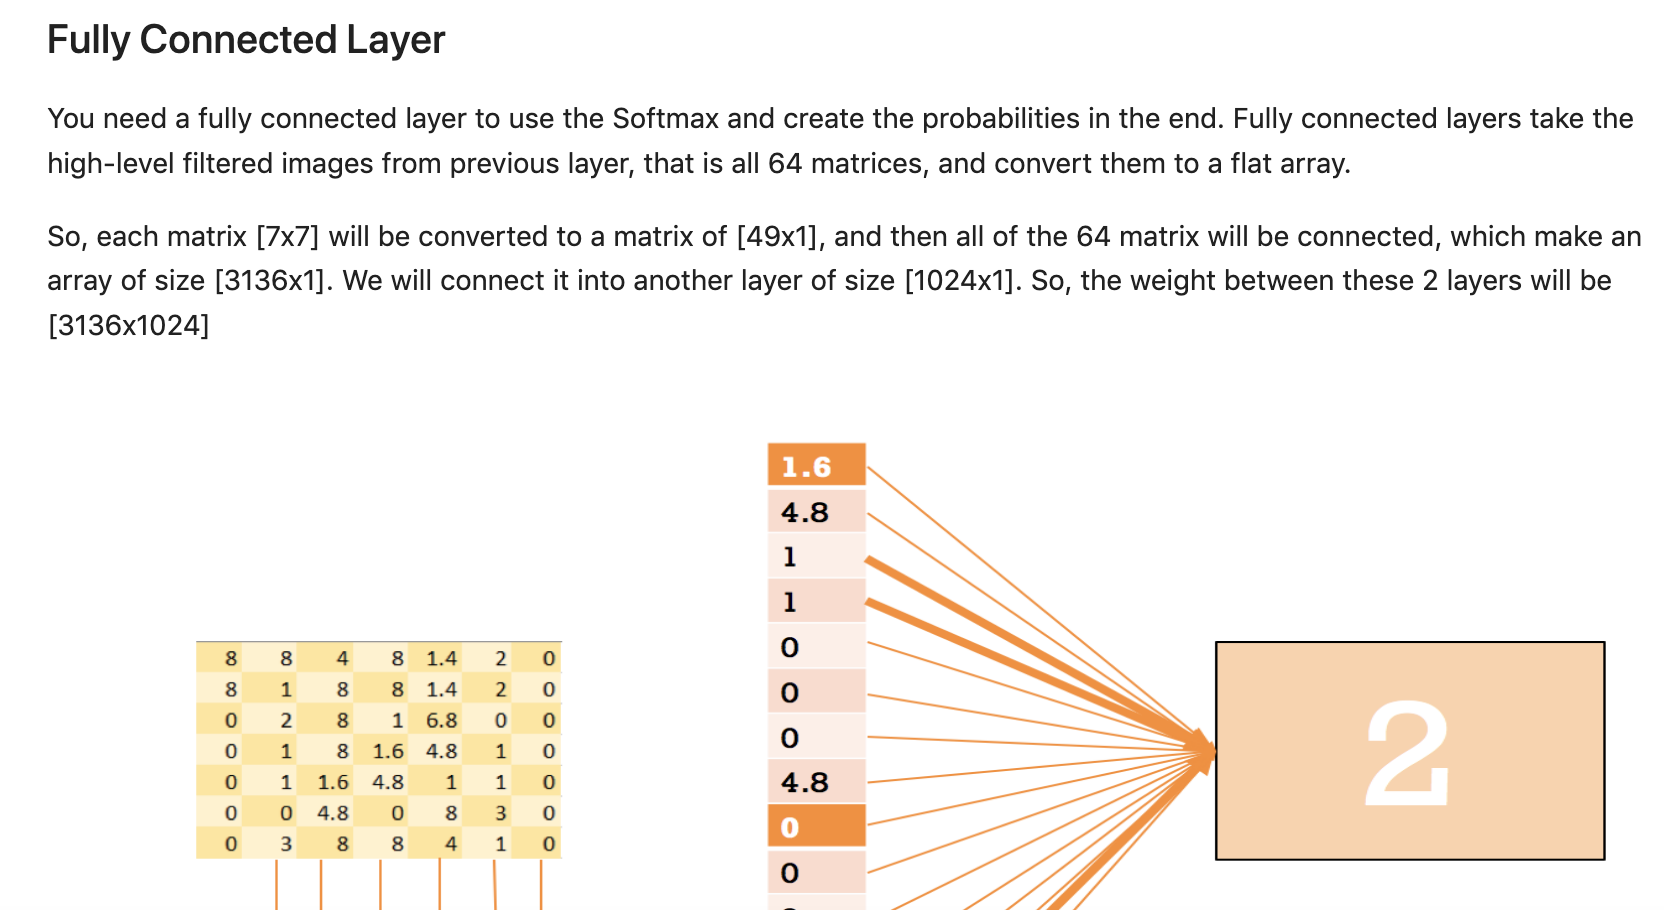 Fully Connected Layer
You need a fully connected layer to use the Softmax and create the probabilities in the end. Fully connected layers take the
high-level filtered images from previous layer, that is all 64 matrices, and convert them to a flat array.
So, each matrix [7x7] will be converted to a matrix of [49x1], and then all of the 64 matrix will be connected, which make an
array of size [3136x1]. We will connect it into another layer of size [1024x1]. So, the weight between these 2 layers will be
[3136x1024]
8 8 4 8 1.4 2 0
8 1 8 8 1.4 2 0
0 2 8 1 6.8 0 0
0 1 8 1.6 4.8 1 0
0 1 1.6 4.8 1 1 0
0 0 4.8 0 8 3 0
0 3 8 8 4 1 0
1.6
4.8
1
1
0
0
0
4.8
0
0
2